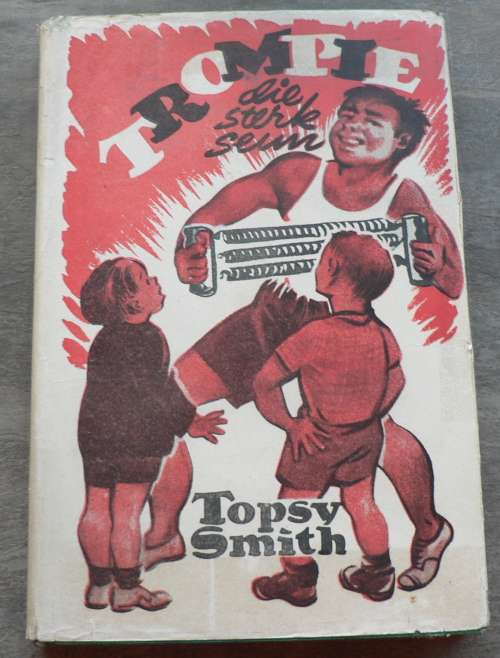 TROMPIE
die
sterk
seun
Topsy
Smith